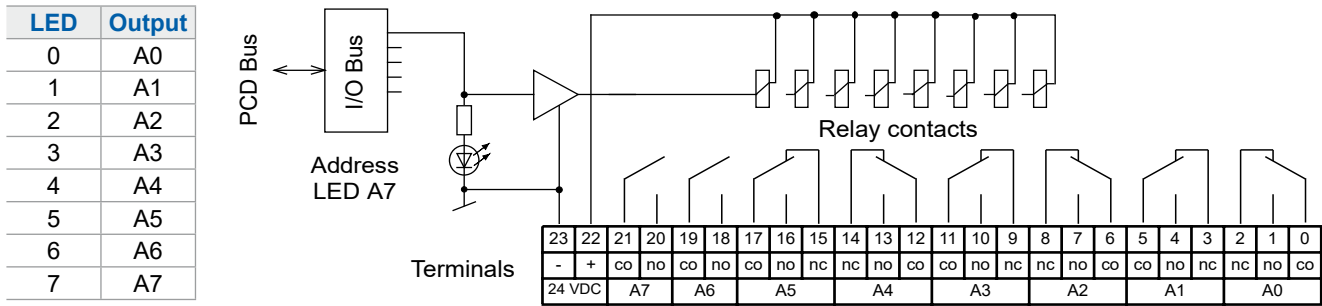 LED Output
0 A0
1 A1
2 A2
3 A3
4 A4
5 A5
6 A6
7 A7
PCD Bus
I/O Bus
Address
LED A7
Relay contacts
Terminals
23 22 21 20 19 18 17 16 15 14 13 12 11 10 9 8 7 6 5 4 3 2 1 0
- + co no co no co no nc nc no co co no nc nc no co co no nc nc no co
24 VDC A7 A6 A5 A4 A3 A2 A1 A0